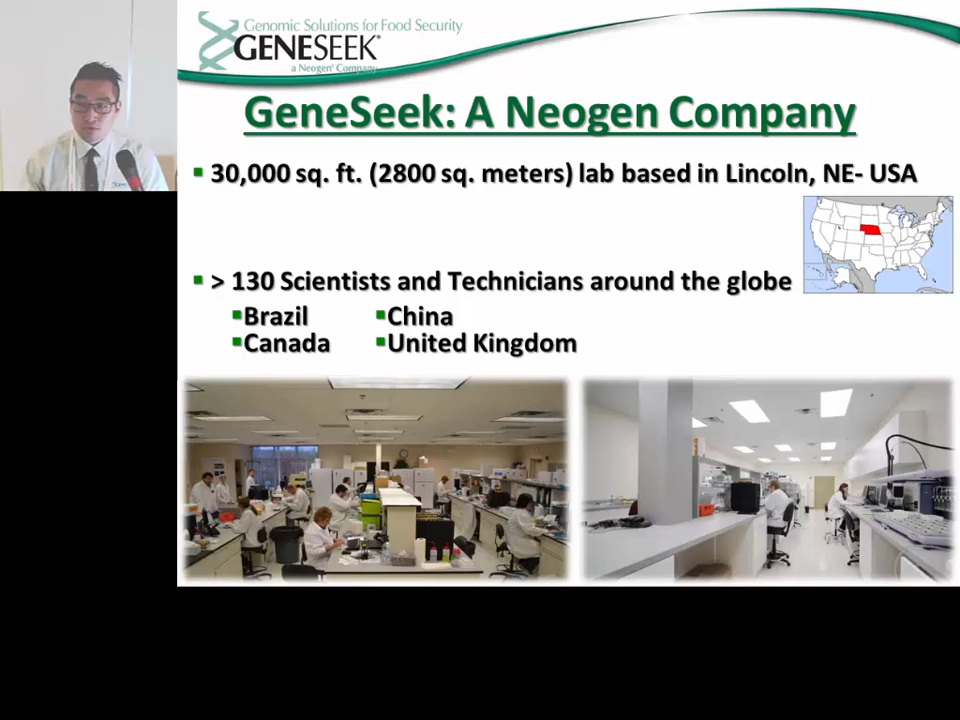 Genomic Solutions for Food Security
GENESEEK®
a Neogen® Company
GeneSeek: A Neogen Company
▪ 30,000 sq. ft. (2800 sq. meters) lab based in Lincoln, NE- USA
▪ > 130 Scientists and Technicians around the globe
▪Brazil ▪China
▪Canada ▪United Kingdom